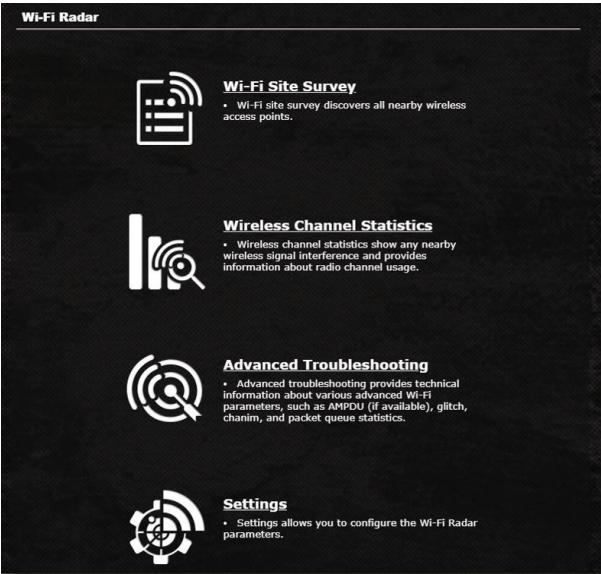 Wi-Fi Radar
Wi-Fi Site Survey
• Wi-Fi site survey discovers all nearby wireless
access points.
Wireless Channel Statistics
• Wireless channel statistics show any nearby
wireless signal interference and provides
information about radio channel usage.
Advanced Troubleshooting
• Advanced troubleshooting provides technical
information about various advanced Wi-Fi
parameters, such as AMPDU (if available), glitch,
chanim, and packet queue statistics.
Settings
• Settings allows you to configure the Wi-Fi Radar
parameters.